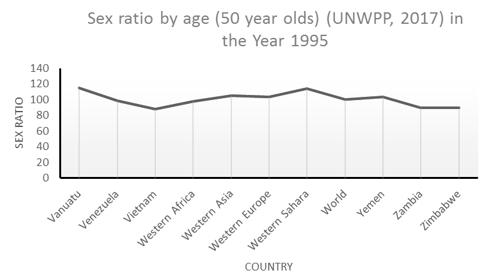 Sex ratio by age (50 year olds) (UNWPP, 2017) in
the Year 1995
140
120
100
80
60
40
20
0
SEX RATIO
Vanuatu
Venezuela
Vietnam
Western Africa
Western Asia
Western Europe
Western Sahara
World
Yemen
Zambia
Zimbabwe
COUNTRY